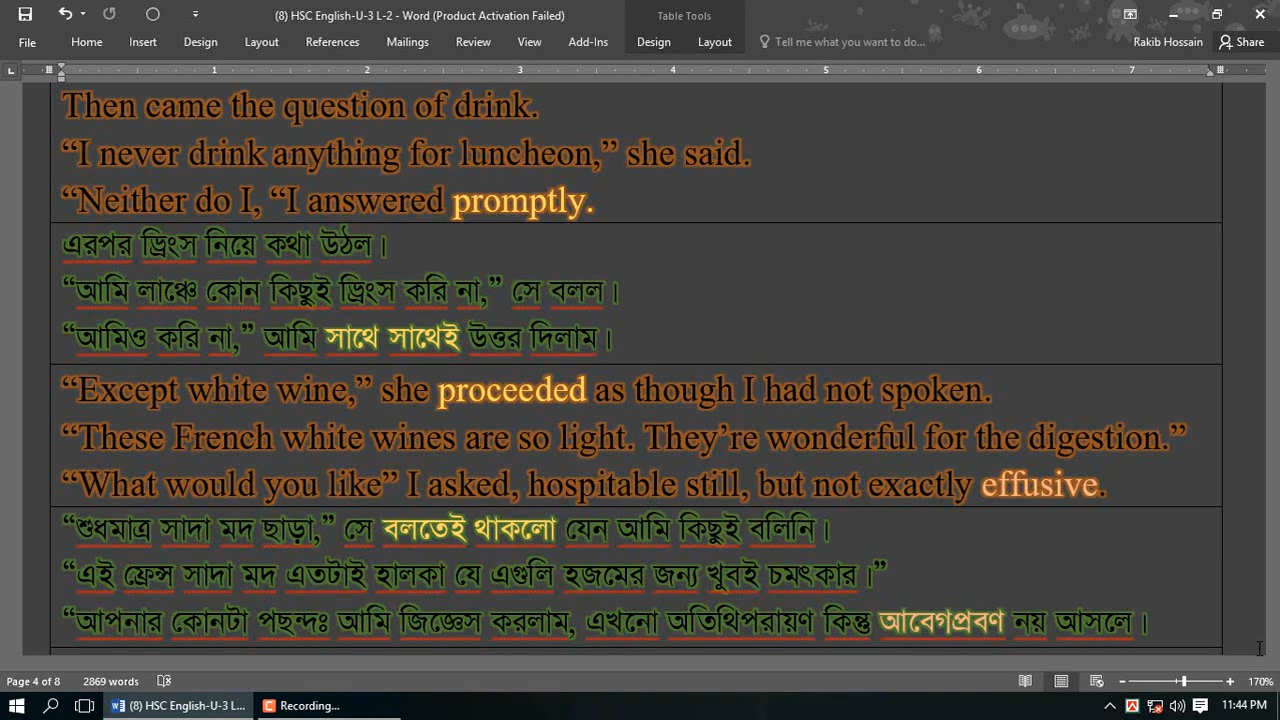 (8) HSC English-U-3 L-2 - Word (Product Activation Failed)
Table Tools
File Home Insert Design Layout References Mailings Review View Add-Ins Design Layout Tell me what you want to do... Rakib Hossain Share
1 2 3 4 5 6 7
Then came the question of drink.
“I never drink anything for luncheon,” she said.
“Neither do I, “I answered promptly.
এরপর ড্রিংস নিয়ে কথা উঠল।
“আমি লাঞ্চে কোন কিছুই ড্রিংস করি না,” সে বলল।
“আমিও করি না,” আমি সাথে সাথেই উত্তর দিলাম।
“Except white wine,” she proceeded as though I had not spoken.
“These French white wines are so light. They’re wonderful for the digestion.”
“What would you like” I asked, hospitable still, but not exactly effusive.
“শুধমাত্র সাদা মদ ছাড়া,” সে বলতেই থাকলো যেন আমি কিছুই বলিনি।
“এই ফ্রেন্স সাদা মদ এতটাই হালকা যে এগুলি হজমের জন্য খুবই চমৎকার।”
“আপনার কোনটা পছন্দঃ আমি জিজ্ঞেস করলাম, এখনো অতিথিপরায়ণ কিন্তু আবেগপ্রবণ নয় আসলে।
Page 4 of 8 2869 words 170%
(8) HSC English-U-3 L... Recording... 11:44 PM